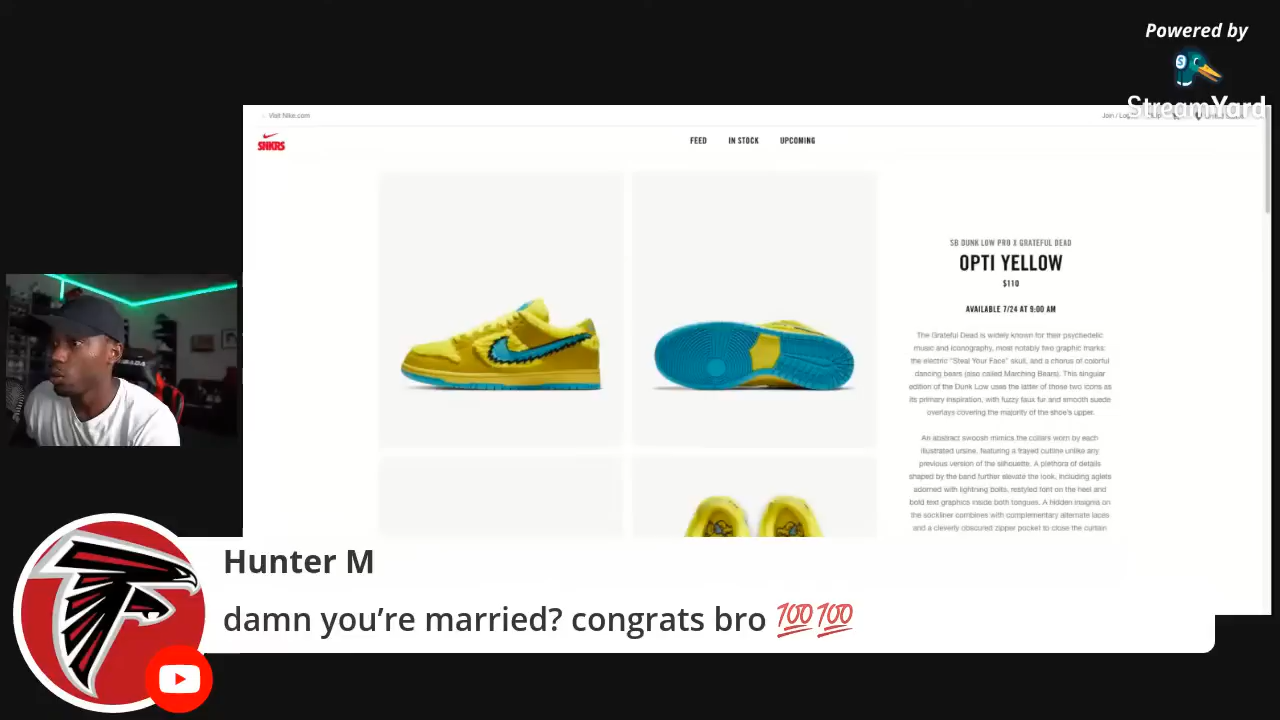 Powered by
StreamYard
Visit Nike.com
Join / Log
SNKRS
FEED
IN STOCK
UPCOMING
SB DUNK LOW PRO X GRATEFUL DEAD
OPTI YELLOW
$110
AVAILABLE 7/24 AT 9:00 AM
The Grateful Dead is widely known for their psychedelic
music and iconography, most notably two graphic marks:
the electric "Steal Your Face" skull, and a chorus of colorful
dancing bears (also called Marching Bears). This singular
edition of the Dunk Low uses the latter of those two icons as
its primary inspiration, with fuzzy faux fur and smooth suede
overlays covering the majority of the shoe's upper.
An abstract swoosh mimics the collars worn by each
illustrated ursine, featuring a frayed outline unlike any
previous version of the silhouette. A plethora of details
shaped by the band further elevate the look, including aglets
adorned with lightning bolts, restyled font on the heel and
bold text graphics inside both tongues. A hidden insignia on
the sockliner combines with complementary alternate laces
and a cleverly obscured zipper pocket to close the curtain
Hunter M
damn you're married? congrats bro 💯💯